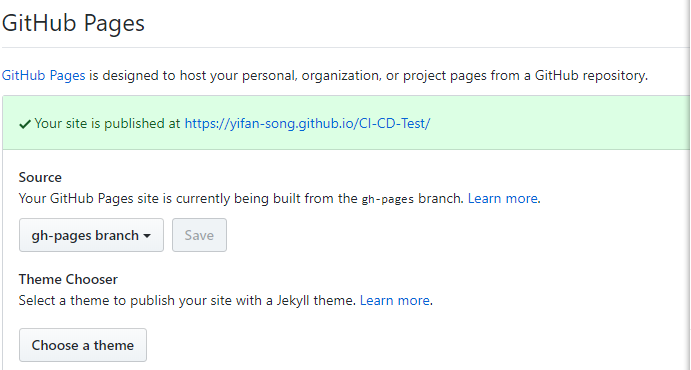 GitHub Pages
GitHub Pages is designed to host your personal, organization, or project pages from a GitHub repository.
Your site is published at https://yifan-song.github.io/CI-CD-Test/
Source
Your GitHub Pages site is currently being built from the gh-pages branch. Learn more.
gh-pages branch Save
Theme Chooser
Select a theme to publish your site with a Jekyll theme. Learn more.
Choose a theme